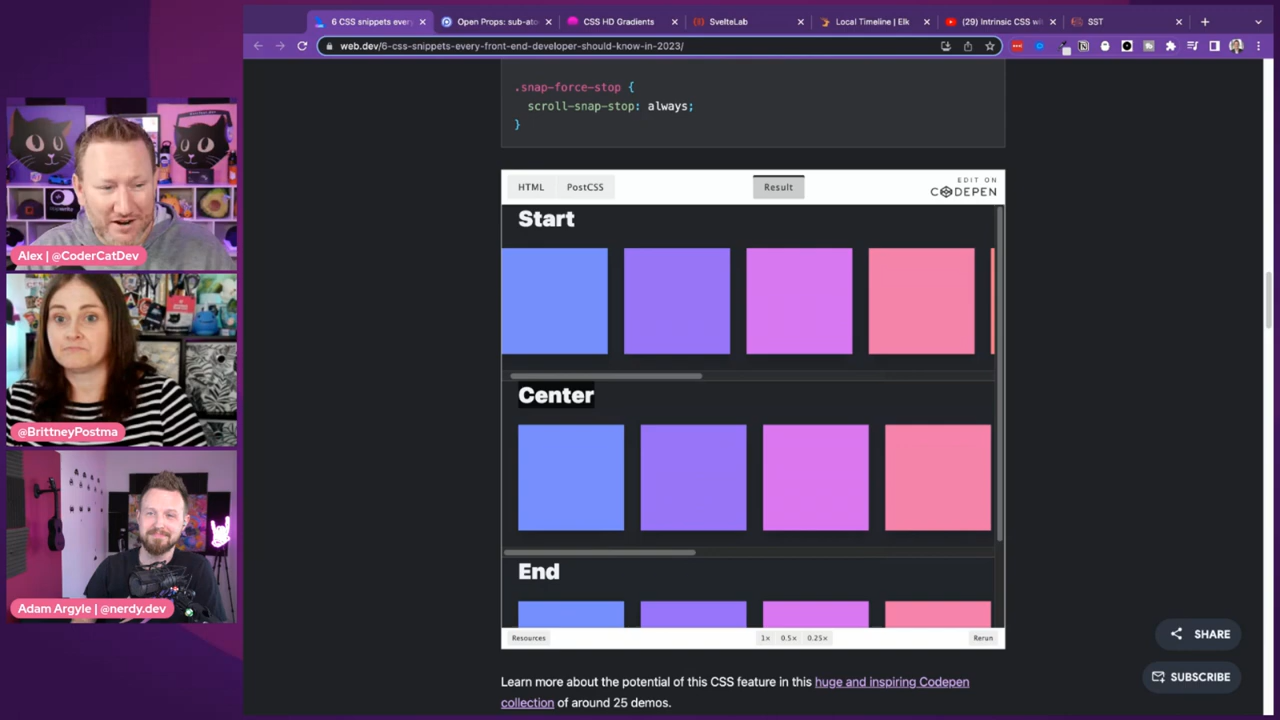 6 CSS snippets every
Open Props: sub-ato
CSS HD Gradients
SvelteLab
Local Timeline | Elk
(29) Intrinsic CSS wi
SST
web.dev/6-css-snippets-every-front-end-developer-should-know-in-2023/
.snap-force-stop {
scroll-snap-stop: always;
}
HTML
PostCSS
Result
EDIT ON
CODEPEN
Start
Center
End
Resources
1×
0.5×
0.25×
Rerun
Learn more about the potential of this CSS feature in this huge and inspiring Codepen
collection of around 25 demos.
SHARE
SUBSCRIBE
Alex | @CoderCatDev
@BrittneyPostma
Adam Argyle | @nerdy.dev